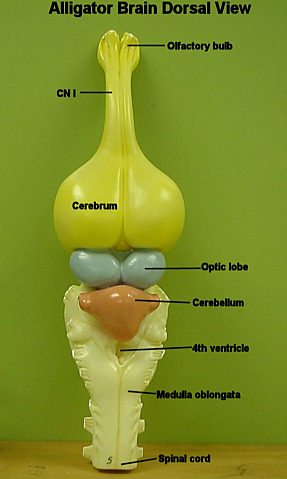 Alligator Brain Dorsal View
Olfactory bulb
CN I
Cerebrum
Optic lobe
Cerebellum
4th ventricle
Medulla oblongata
5
Spinal cord